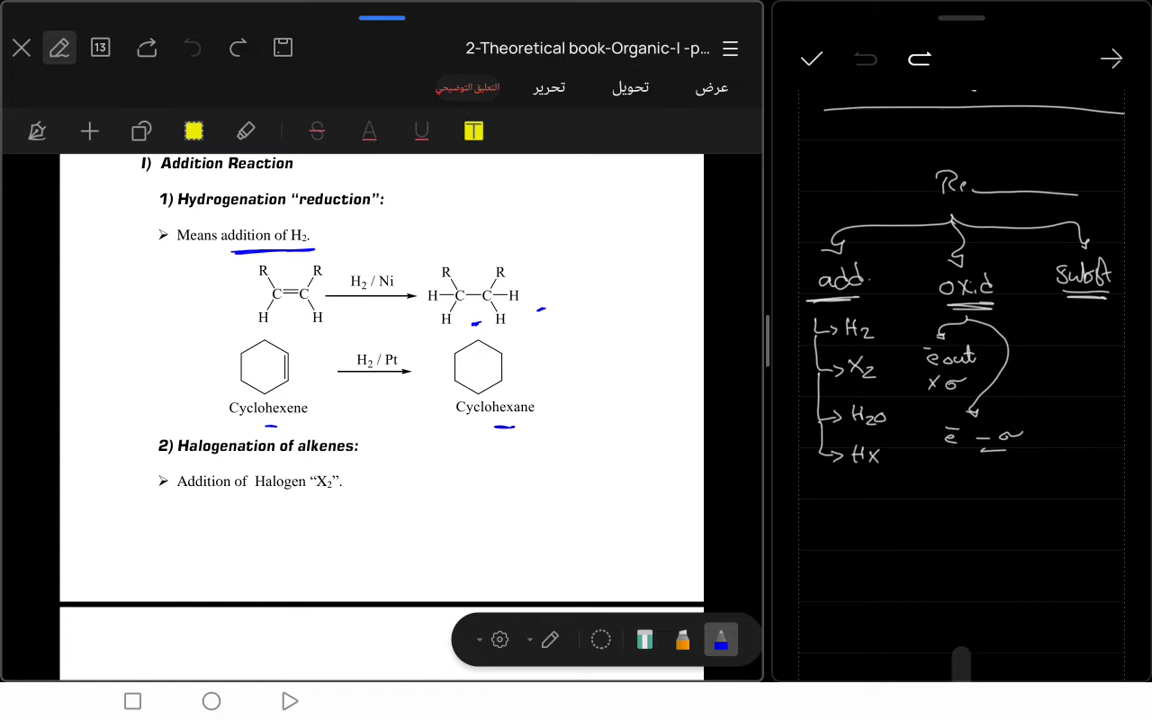 13
2-Theoretical book-Organic-I -p...
عرض
تحويل
تحرير
التعليق التوضيحي
I) Addition Reaction
1) Hydrogenation “reduction”:
➢ Means addition of H₂.
R R
C=C
H H
H₂ / Ni
R R
H—C—C—H
H H
H₂ / Pt
Cyclohexene
Cyclohexane
2) Halogenation of alkenes:
➢ Addition of Halogen “X₂”.
Re
add.
oxid
subst
H₂
X₂
H₂O
HX
ē out
x σ
ē - σ